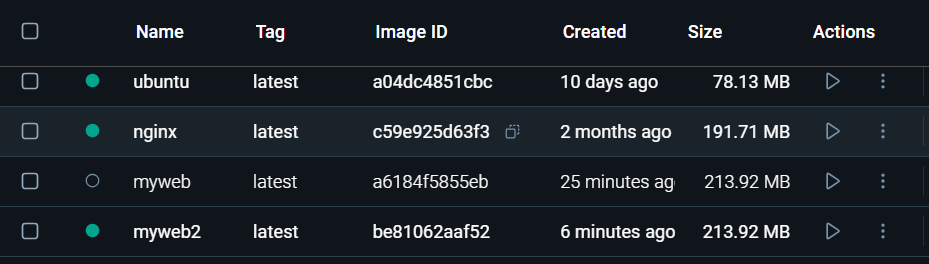 Name Tag Image ID Created Size Actions
ubuntu latest a04dc4851cbc 10 days ago 78.13 MB
nginx latest c59e925d63f3 2 months ago 191.71 MB
myweb latest a6184f5855eb 25 minutes ag 213.92 MB
myweb2 latest be81062aaf52 6 minutes ago 213.92 MB